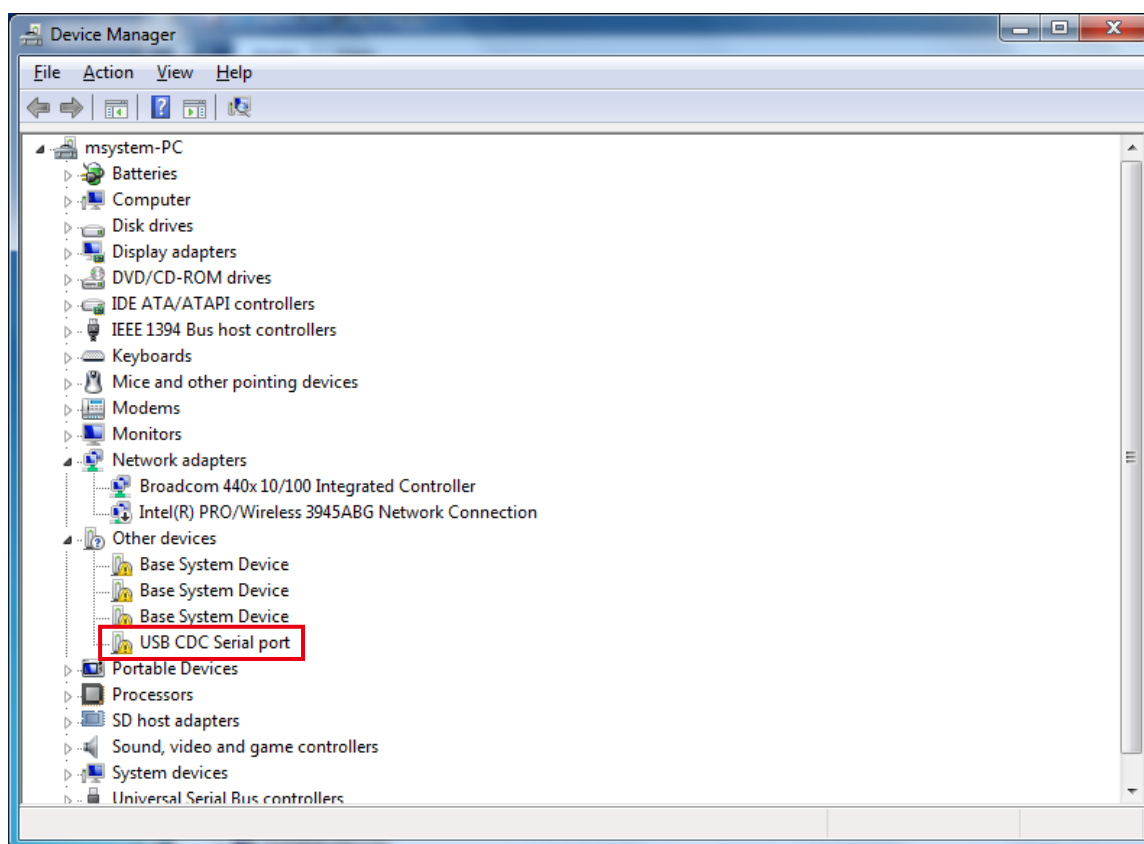 Device Manager
File Action View Help
msystem-PC
Batteries
Computer
Disk drives
Display adapters
DVD/CD-ROM drives
IDE ATA/ATAPI controllers
IEEE 1394 Bus host controllers
Keyboards
Mice and other pointing devices
Modems
Monitors
Network adapters
Broadcom 440x 10/100 Integrated Controller
Intel(R) PRO/Wireless 3945ABG Network Connection
Other devices
Base System Device
Base System Device
Base System Device
USB CDC Serial port
Portable Devices
Processors
SD host adapters
Sound, video and game controllers
System devices
Universal Serial Bus controllers